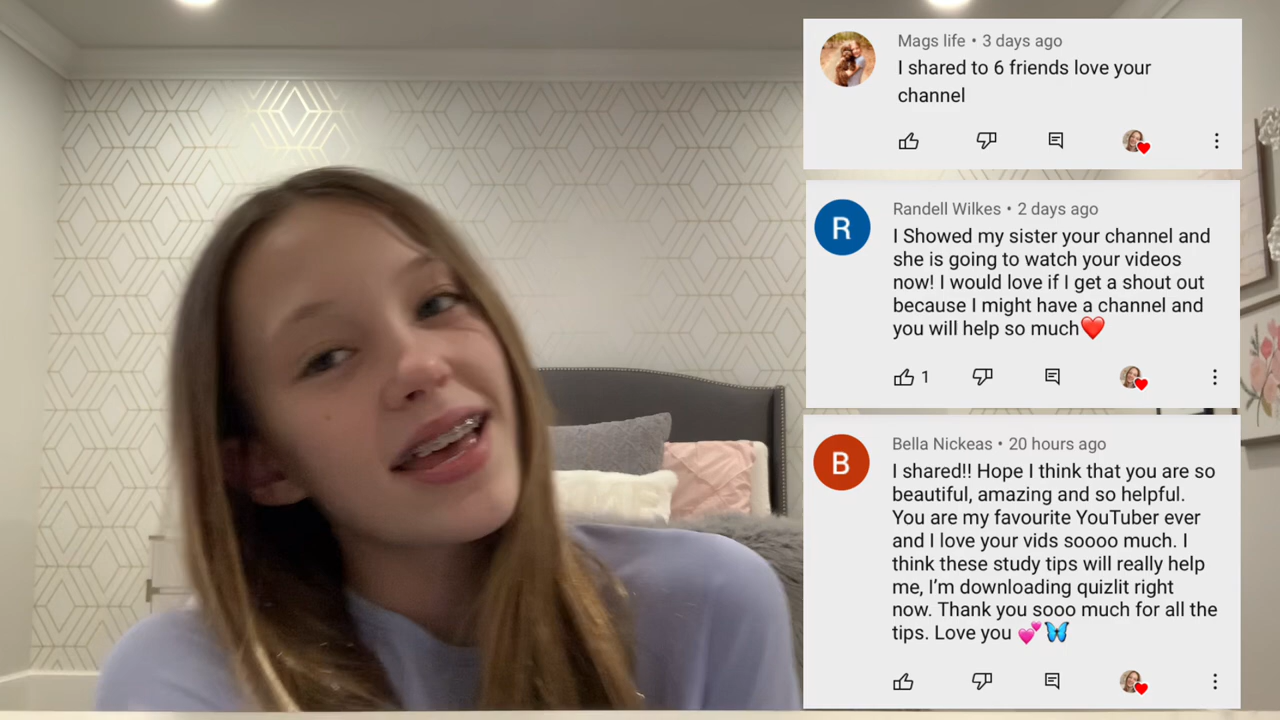 Mags life • 3 days ago
I shared to 6 friends love your
channel
R
Randell Wilkes • 2 days ago
I Showed my sister your channel and
she is going to watch your videos
now! I would love if I get a shout out
because I might have a channel and
you will help so much❤️
1
B
Bella Nickeas • 20 hours ago
I shared!! Hope I think that you are so
beautiful, amazing and so helpful.
You are my favourite YouTuber ever
and I love your vids soooo much. I
think these study tips will really help
me, I’m downloading quizlit right
now. Thank you sooo much for all the
tips. Love you 💕🦋